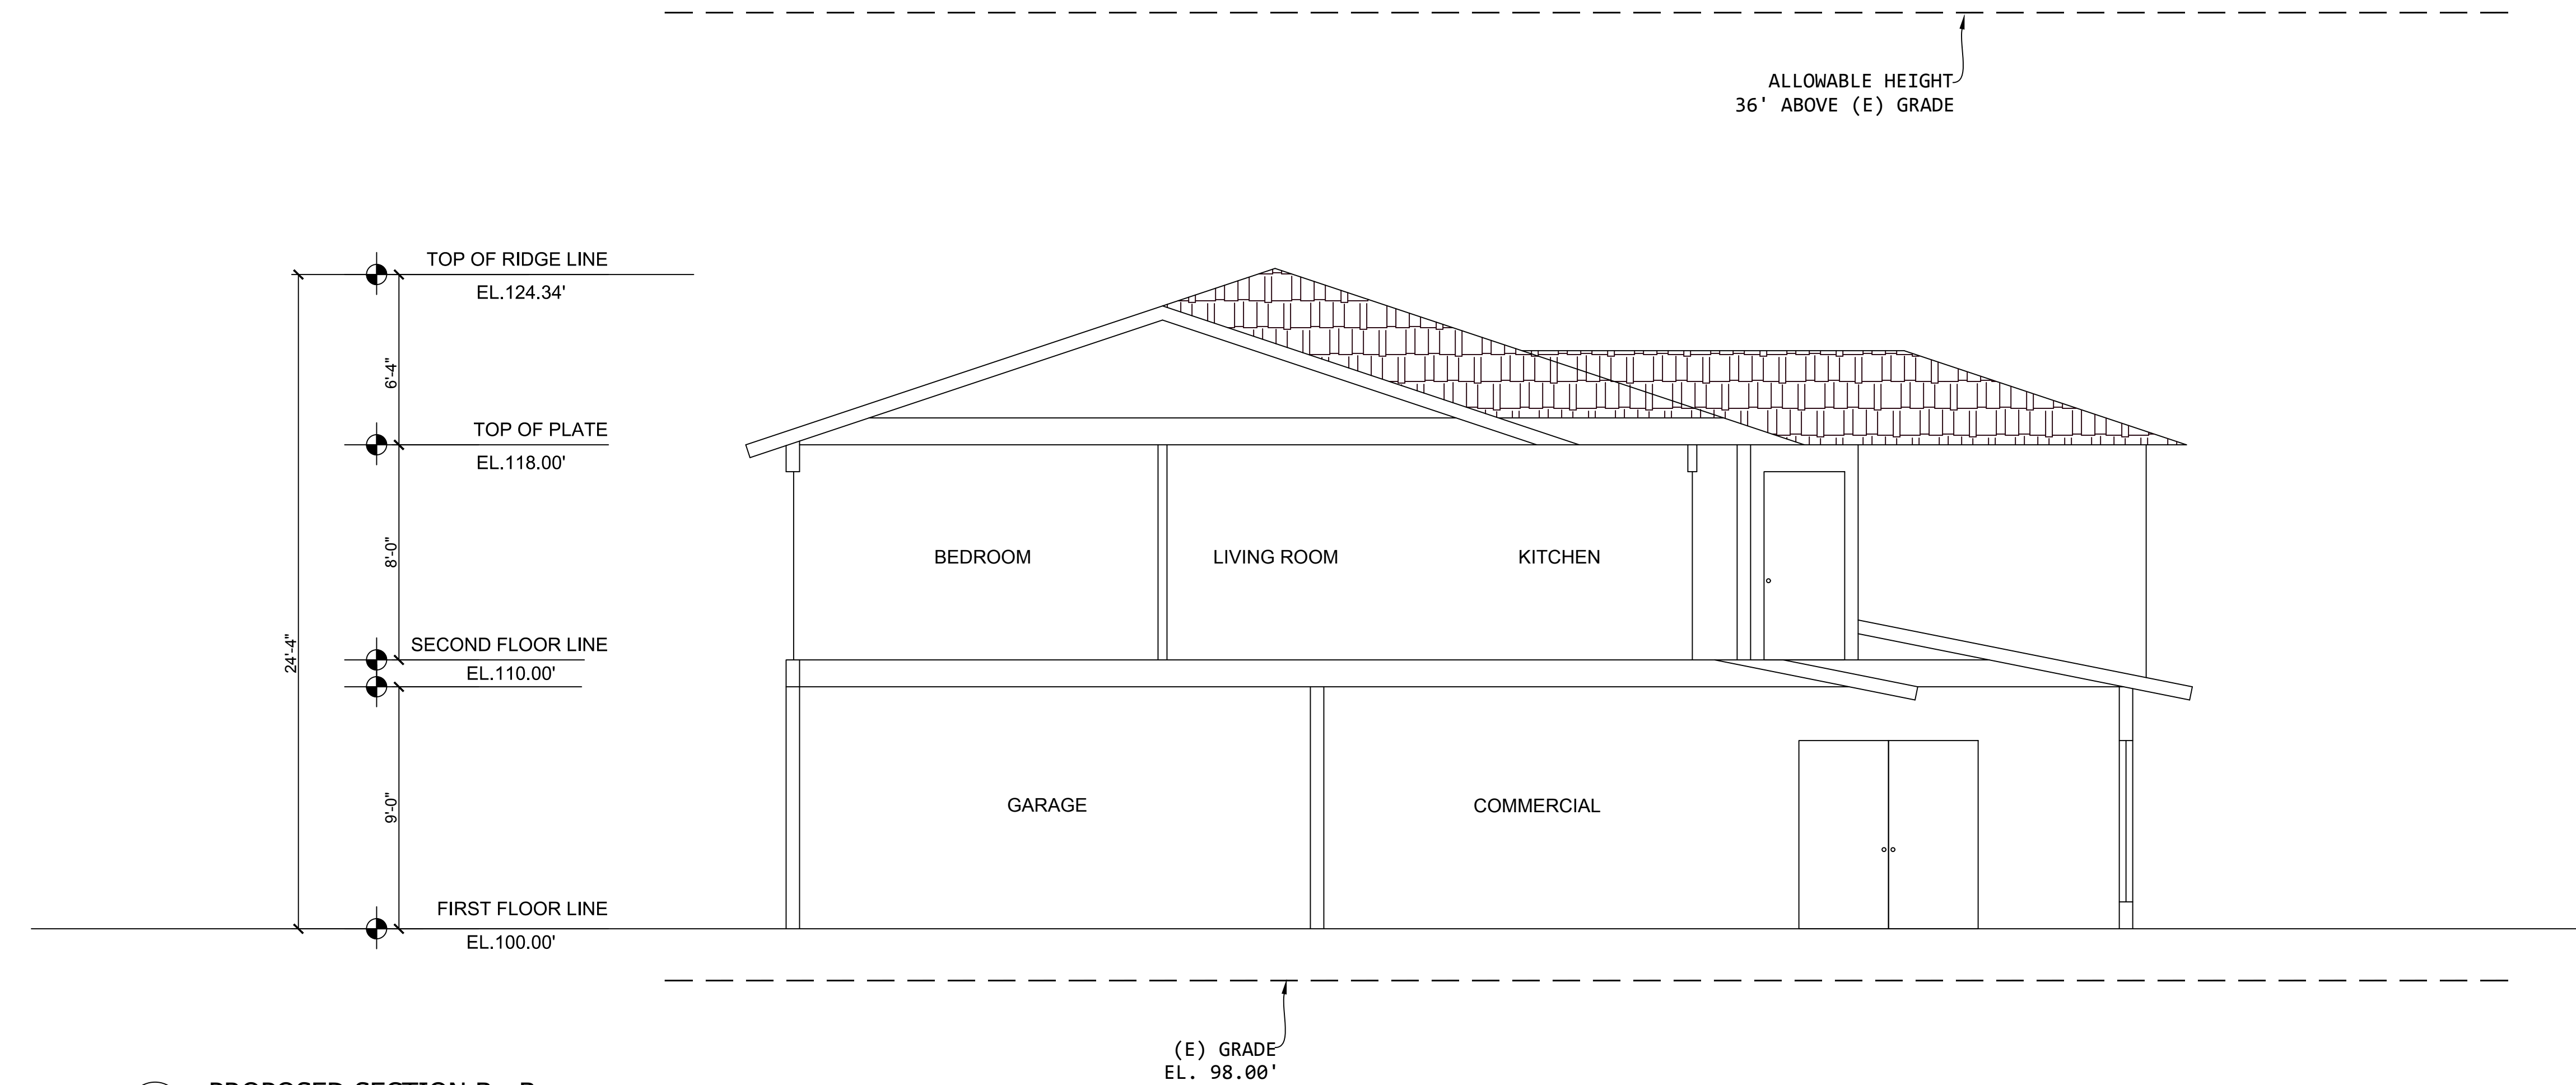 ALLOWABLE HEIGHT
36' ABOVE (E) GRADE
TOP OF RIDGE LINE
EL.124.34'
6'-4"
TOP OF PLATE
EL.118.00'
8'-0"
BEDROOM
LIVING ROOM
KITCHEN
24'-4"
SECOND FLOOR LINE
EL.110.00'
9'-0"
GARAGE
COMMERCIAL
FIRST FLOOR LINE
EL.100.00'
(E) GRADE
EL. 98.00'
PROPOSED SECTION